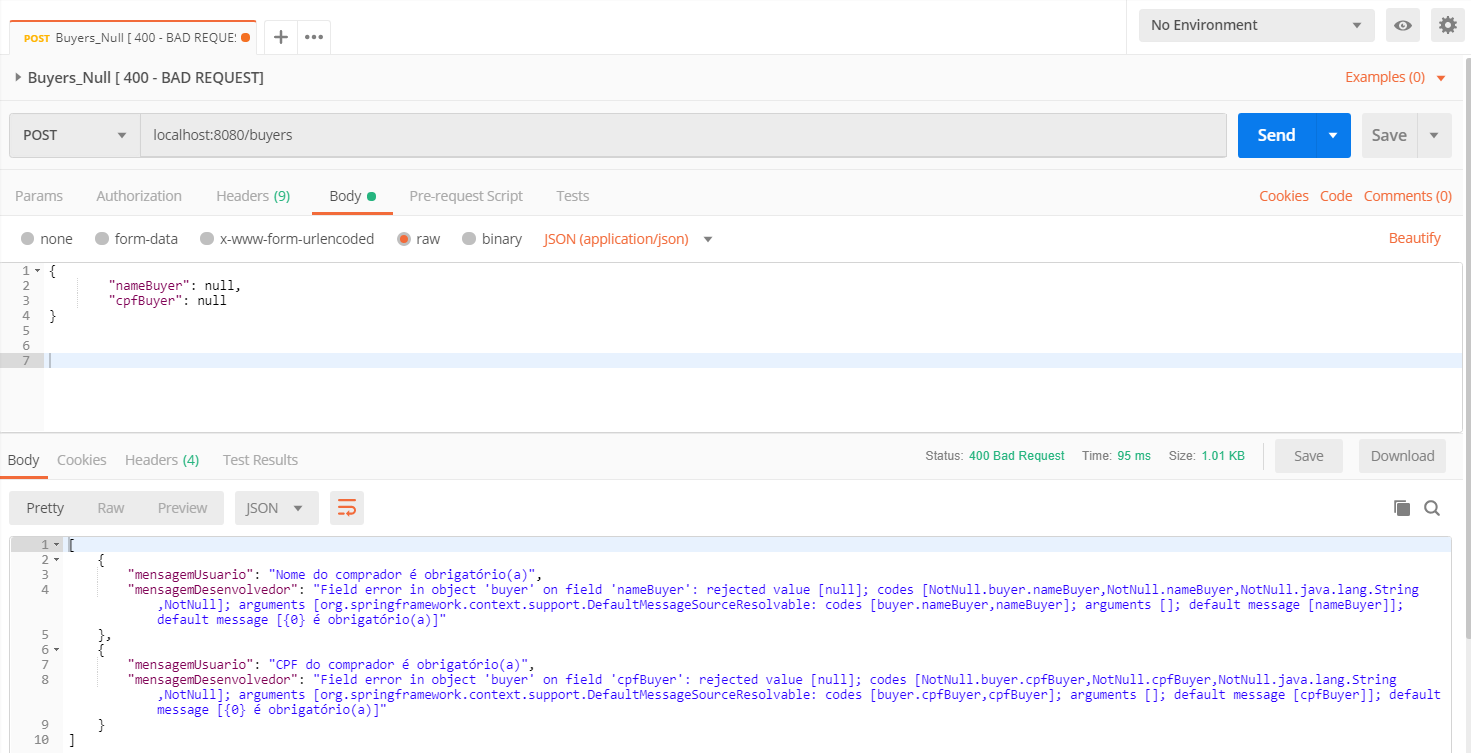 POST Buyers_Null [ 400 - BAD REQUES
No Environment
Buyers_Null [ 400 - BAD REQUEST]
Examples (0)
POST localhost:8080/buyers Send Save
Params Authorization Headers (9) Body Pre-request Script Tests Cookies Code Comments (0)
none form-data x-www-form-urlencoded raw binary JSON (application/json) Beautify
1 {
2 "nameBuyer": null,
3 "cpfBuyer": null
4 }
5
6
7
Body Cookies Headers (4) Test Results Status: 400 Bad Request Time: 95 ms Size: 1.01 KB Save Download
Pretty Raw Preview JSON
1 [
2 {
3 "mensagemUsuario": "Nome do comprador é obrigatório(a)",
4 "mensagemDesenvolvedor": "Field error in object 'buyer' on field 'nameBuyer': rejected value [null]; codes [NotNull.buyer.nameBuyer,NotNull.nameBuyer,NotNull.java.lang.String
,NotNull]; arguments [org.springframework.context.support.DefaultMessageSourceResolvable: codes [buyer.nameBuyer,nameBuyer]; arguments []; default message [nameBuyer]];
default message [{0} é obrigatório(a)]"
5 },
6 {
7 "mensagemUsuario": "CPF do comprador é obrigatório(a)",
8 "mensagemDesenvolvedor": "Field error in object 'buyer' on field 'cpfBuyer': rejected value [null]; codes [NotNull.buyer.cpfBuyer,NotNull.cpfBuyer,NotNull.java.lang.String
,NotNull]; arguments [org.springframework.context.support.DefaultMessageSourceResolvable: codes [buyer.cpfBuyer,cpfBuyer]; arguments []; default message [cpfBuyer]]; default
message [{0} é obrigatório(a)]"
9 }
10 ]